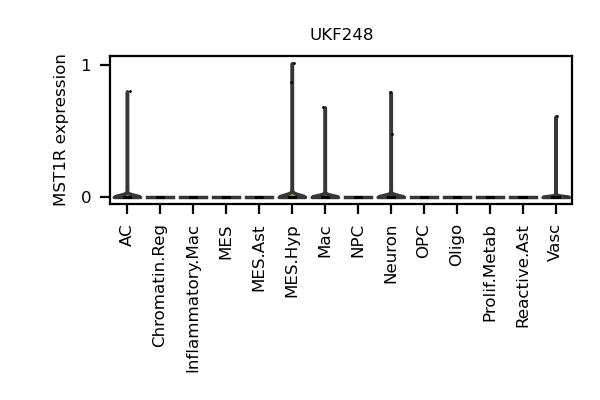 UKF248
MST1R expression
1
0
AC
Chromatin.Reg
Inflammatory.Mac
MES
MES.Ast
MES.Hyp
Mac
NPC
Neuron
OPC
Oligo
Prolif.Metab
Reactive.Ast
Vasc